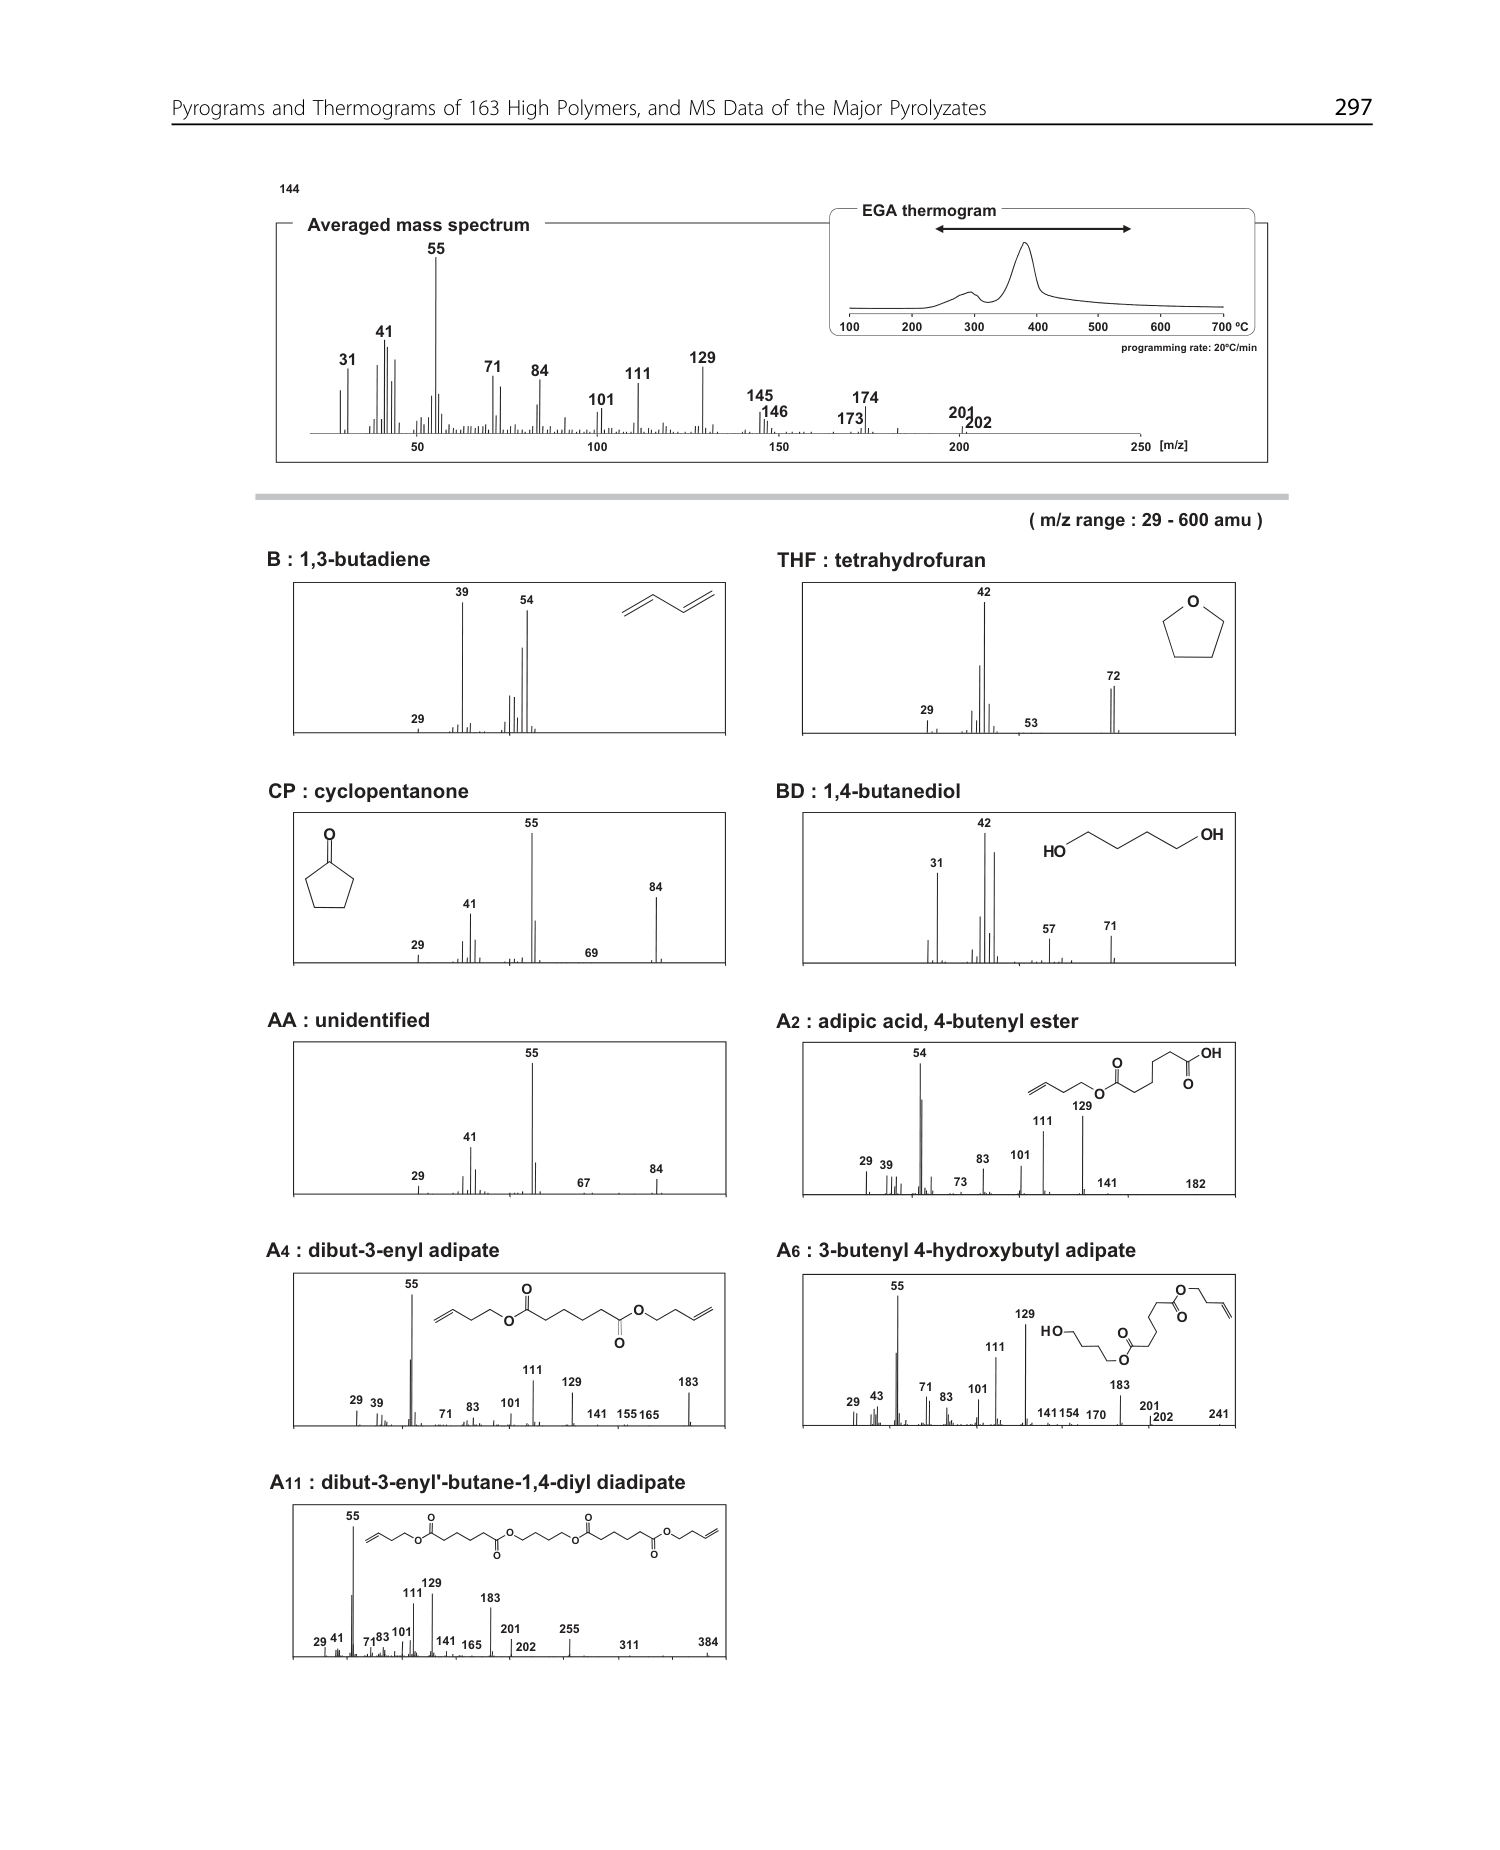 Pyrograms and Thermograms of 163 High Polymers, and MS Data of the Major Pyrolyzates 297
144
Averaged mass spectrum
EGA thermogram
100 200 300 400 500 600 700 ºC
programming rate: 20ºC/min
55
41
31
71
84
101
111
129
145
146
173
174
201
202
50 100 150 200 250 [m/z]
( m/z range : 29 - 600 amu )
B : 1,3-butadiene
39
54
29
THF : tetrahydrofuran
42
O
72
29
53
CP : cyclopentanone
O
55
84
41
29
69
BD : 1,4-butanediol
42
HO
OH
31
57
71
AA : unidentified
55
41
29
67
84
A2 : adipic acid, 4-butenyl ester
54
O
OH
O
O
129
111
29
39
83
101
73
141
182
A4 : dibut-3-enyl adipate
55
O
O
O
O
111
129
183
29
39
71
83
101
141
155
165
A6 : 3-butenyl 4-hydroxybutyl adipate
55
O
O
HO
O
O
129
111
29
43
71
83
101
183
141
154
170
201
202
241
A11 : dibut-3-enyl'-butane-1,4-diyl diadipate
55
O
O
O
O
O
O
O
O
129
111
183
29
41
71
83
101
141
165
201
202
255
311
384